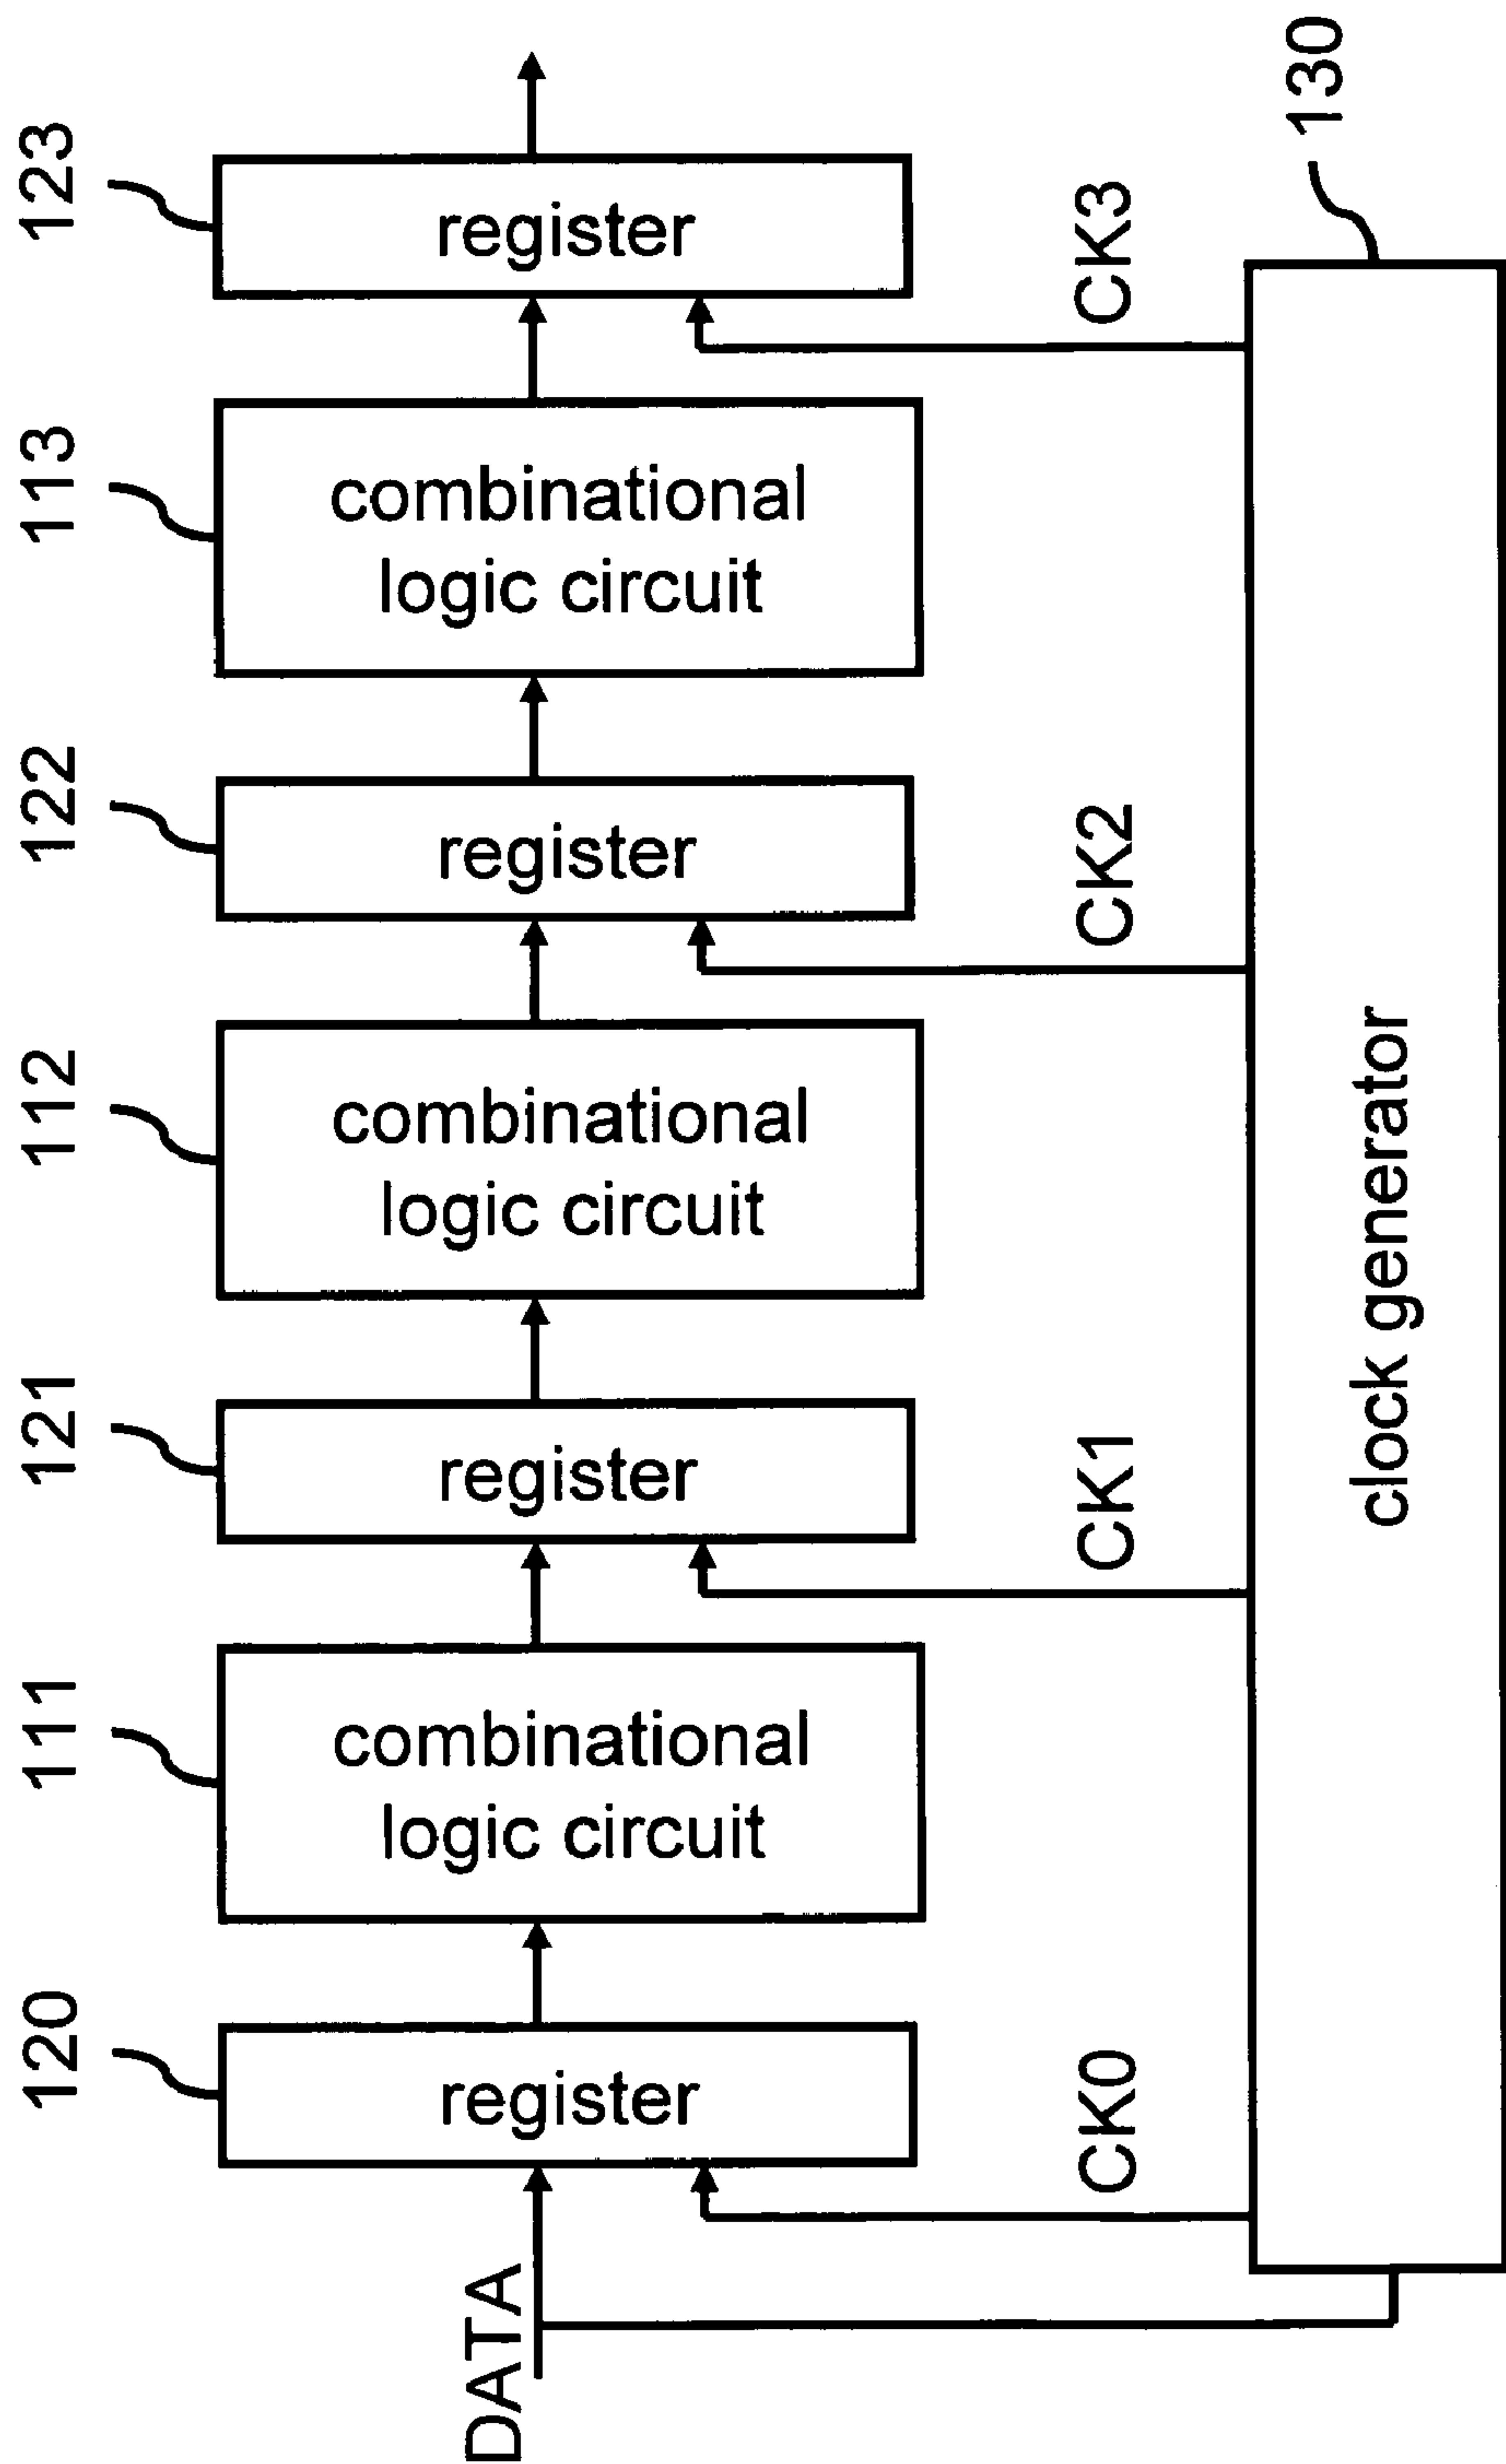 123
register
130
CK3
113
combinational
logic circuit
122
register
CK2
112
combinational
logic circuit
clock generator
121
register
CK1
111
combinational
logic circuit
120
register
CK0
DATA